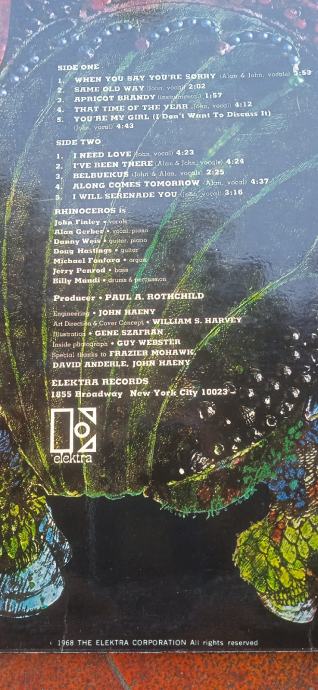 SIDE ONE
1. WHEN YOU SAY YOU'RE SORRY (Alan & John, vocals) 5:59
2. SAME OLD WAY (John, vocal) 2:02
3. APRICOT BRANDY (instrumental) 1:57
4. THAT TIME OF THE YEAR (John, vocal) 4:12
5. YOU'RE MY GIRL (I Don't Want To Discuss It)
(John, vocal) 4:43
SIDE TWO
1. I NEED LOVE (John, vocal) 4:23
2. I'VE BEEN THERE (Alan & John, vocals) 4:24
3. BELBUEKUS (John & Alan, vocals) 2:25
4. ALONG COMES TOMORROW (Alan, vocal) 4:37
5. I WILL SERENADE YOU (John, vocal) 3:16
RHINOCEROS is
John Finley • vocals
Alan Gerber • vocal, piano
Danny Weis • guitar, piano
Doug Hastings • guitar
Michael Fonfara • organ
Jerry Penrod • bass
Billy Mundi • drums & percussion
Producer • PAUL A. ROTHCHILD
Engineering • JOHN HAENY
Art Direction & Cover Concept • WILLIAM S. HARVEY
Illustration • GENE SZAFRAN
Inside photograph • GUY WEBSTER
Special thanks to FRAZIER MOHAWK,
DAVID ANDERLE, JOHN HAENY
ELEKTRA RECORDS
1855 Broadway New York City 10023
elektra
1968 THE ELEKTRA CORPORATION All rights reserved